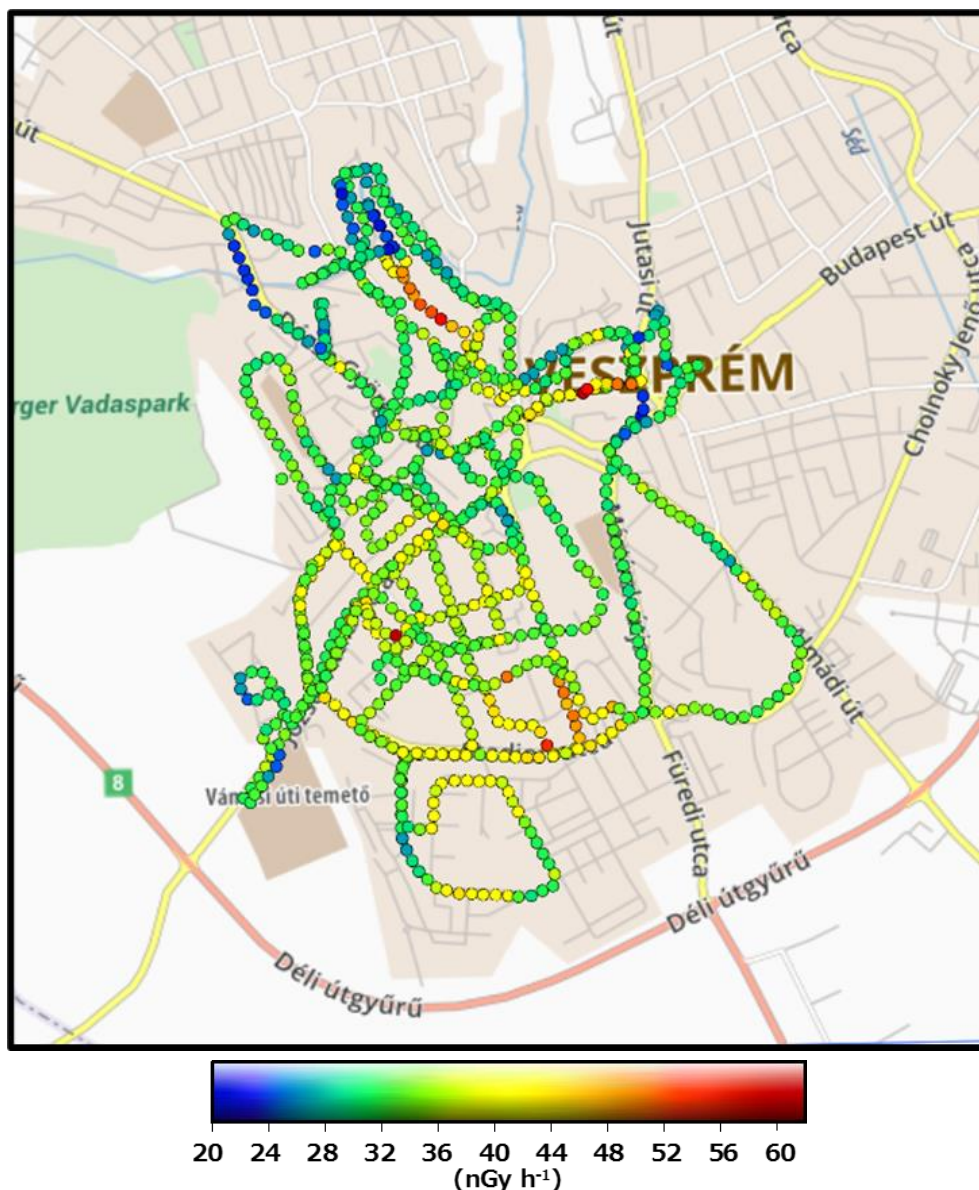 út
út
utca
Séd
Jutasi út
Budapest út
utca
VESZPRÉM
rger Vadaspark
Cholnoky Jenő
Almádi út
8
Vámosi úti temető
Füredi utca
Déli útgyűrű
Déli útgyűrű
20 24 28 32 36 40 44 48 52 56 60
(nGy h⁻¹)